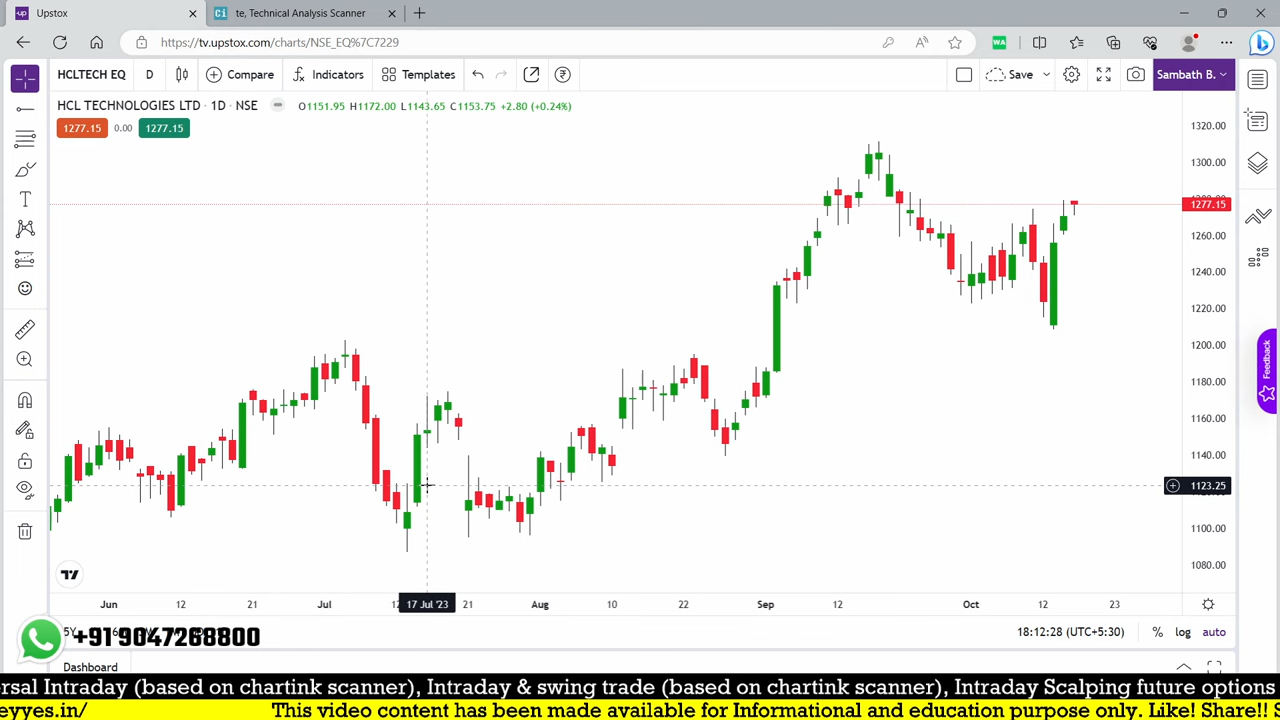 Upstox
te, Technical Analysis Scanner
https://tv.upstox.com/charts/NSE_EQ%7C7229
HCLTECH EQ D Compare Indicators Templates Save Sambath B.
HCL TECHNOLOGIES LTD · 1D · NSE O1151.95 H1172.00 L1143.65 C1153.75 +2.80 (+0.24%)
1277.15 0.00 1277.15
1320.00
1300.00
1277.15
1260.00
1240.00
1220.00
1200.00
1180.00
1160.00
1140.00
1123.25
1100.00
1080.00
Feedback
Jun 12 21 Jul 17 Jul '23 21 Aug 10 22 Sep 12 Oct 12 23
5Y
18:12:28 (UTC+5:30) % log auto
+91 9047268800
Dashboard
ersal Intraday (based on chartink scanner), Intraday & swing trade (based on chartink scanner), Intraday Scalping future options
eyyes.in/ This video content has been made available for Informational and education purpose only. Like! Share!! S